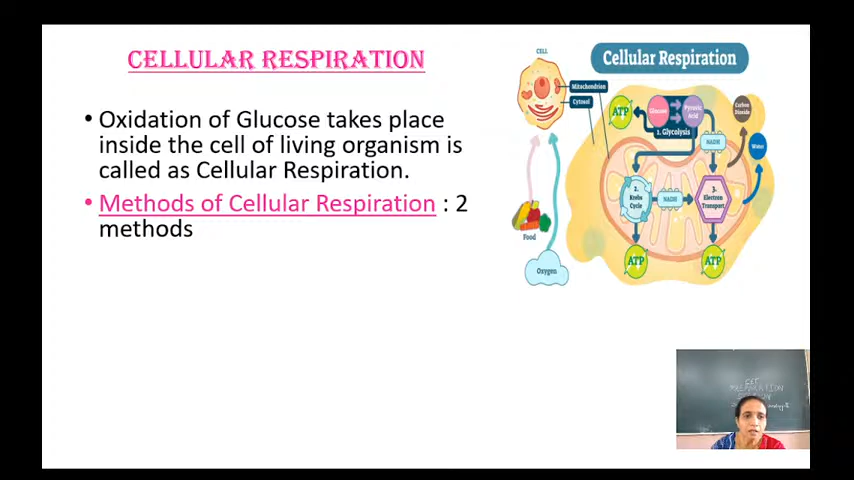 CELLULAR RESPIRATION
• Oxidation of Glucose takes place
inside the cell of living organism is
called as Cellular Respiration.
• Methods of Cellular Respiration : 2
methods
CELL
Cellular Respiration
Mitochondrion
Cytosol
ATP
Glucose
Pyruvic
Acid
1. Glycolysis
Carbon
Dioxide
NADH
Water
2.
Krebs
Cycle
NADH
3.
Electron
Transport
Food
Oxygen
ATP
ATP